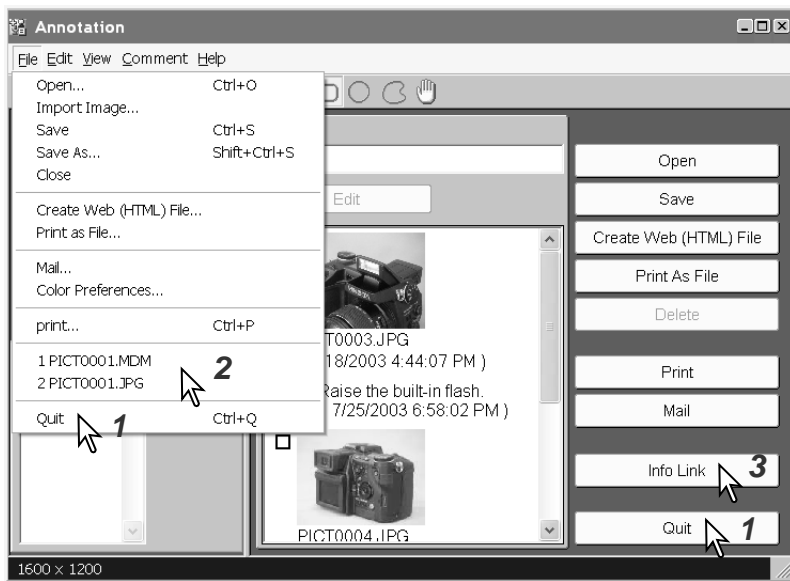 Annotation
File Edit View Comment Help
Open... Ctrl+O
Import Image...
Save Ctrl+S
Save As... Shift+Ctrl+S
Close
Create Web (HTML) File...
Print as File...
Mail...
Color Preferences...
print... Ctrl+P
1 PICT0001.MDM
2 PICT0001.JPG
2
Quit Ctrl+Q
1
Edit
T0003.JPG
18/2003 4:44:07 PM )
Raise the built-in flash.
7/25/2003 6:58:02 PM )
PICT0004.JPG
Open
Save
Create Web (HTML) File
Print As File
Delete
Print
Mail
Info Link 3
Quit 1
1600 × 1200